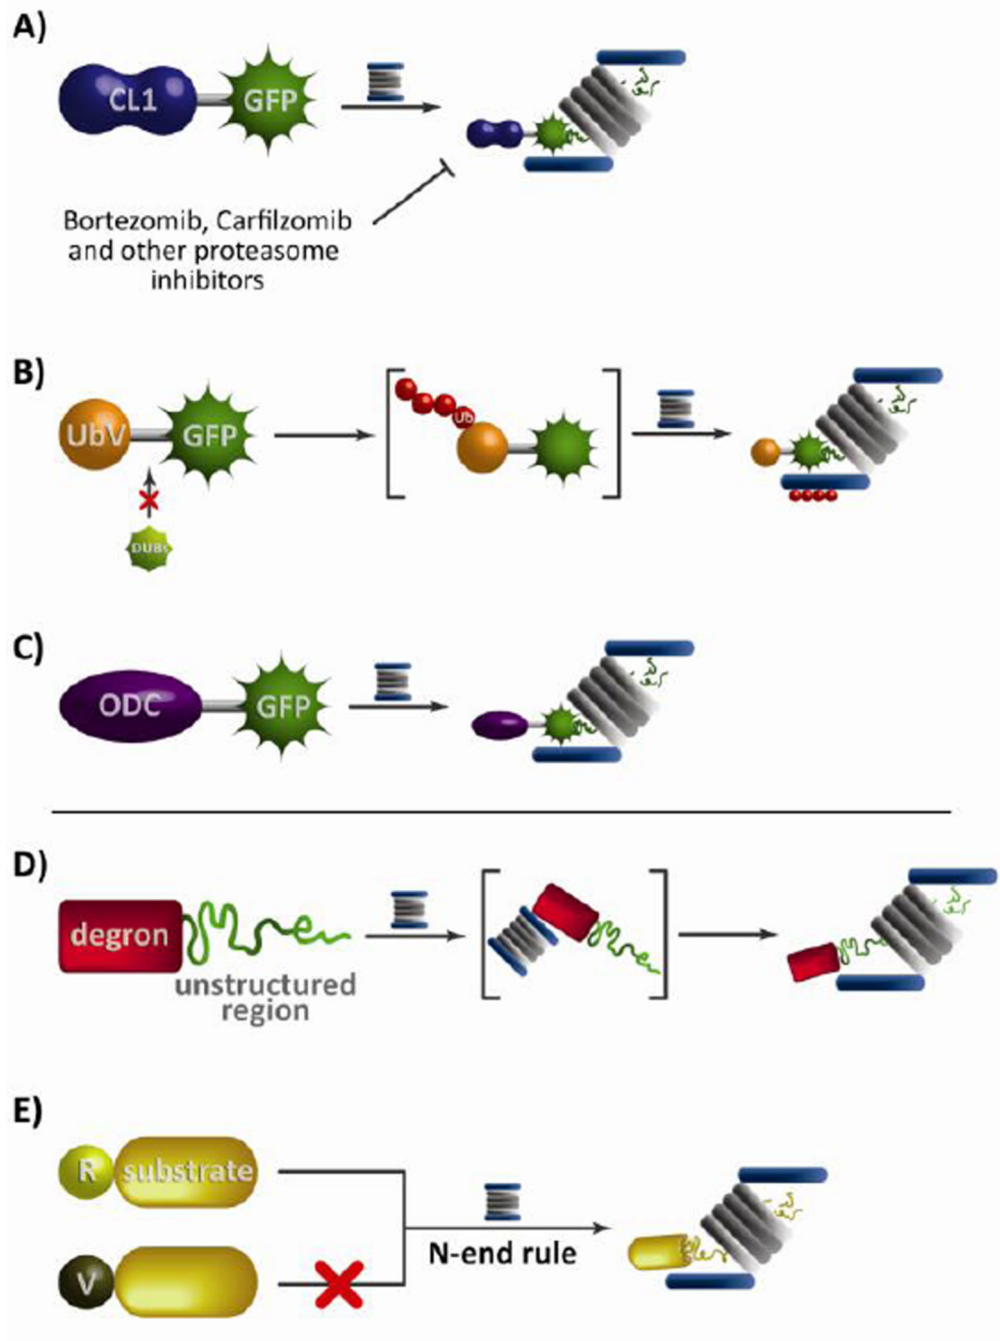 A)
CL1
GFP
Bortezomib, Carfilzomib
and other proteasome
inhibitors
B)
UbV
GFP
Ub
DUBs
C)
ODC
GFP
D)
degron
unstructured
region
E)
R
substrate
N-end rule
V